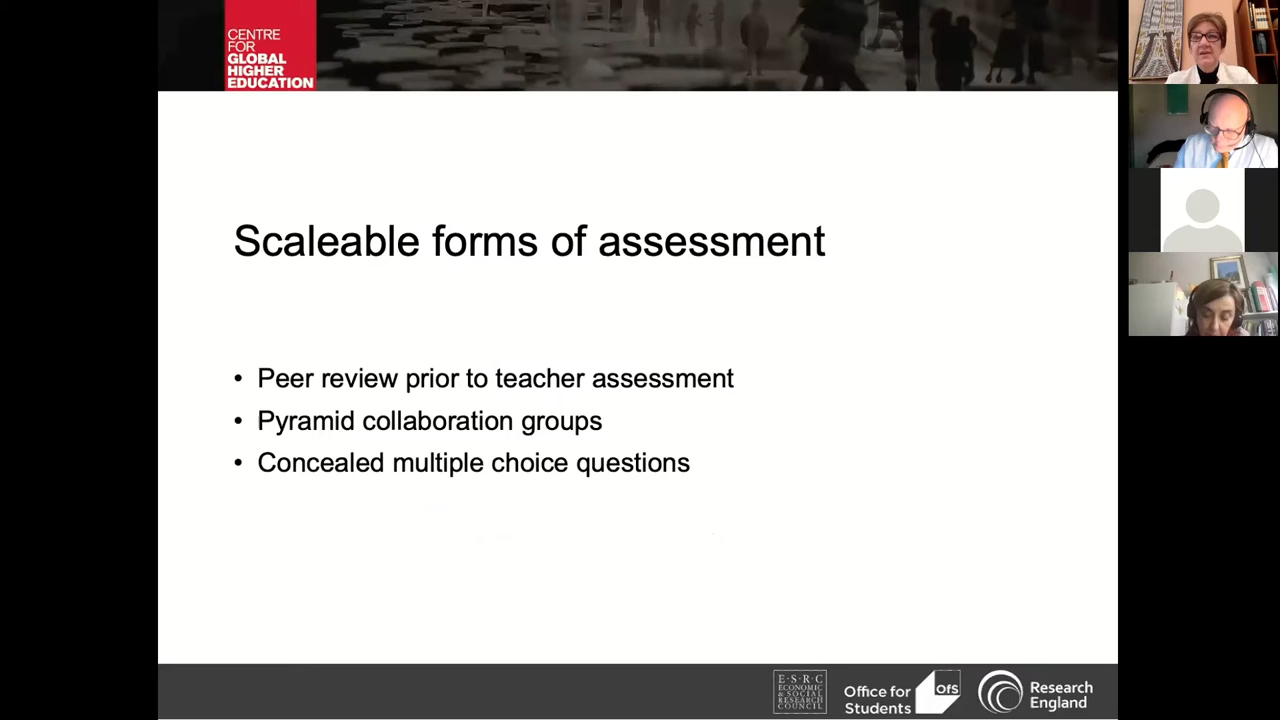 CENTRE
FOR
GLOBAL
HIGHER
EDUCATION
Scaleable forms of assessment
• Peer review prior to teacher assessment
• Pyramid collaboration groups
• Concealed multiple choice questions
E·S·R·C
ECONOMIC
& SOCIAL
RESEARCH
COUNCIL
Office for
Students
OfS
Research
England